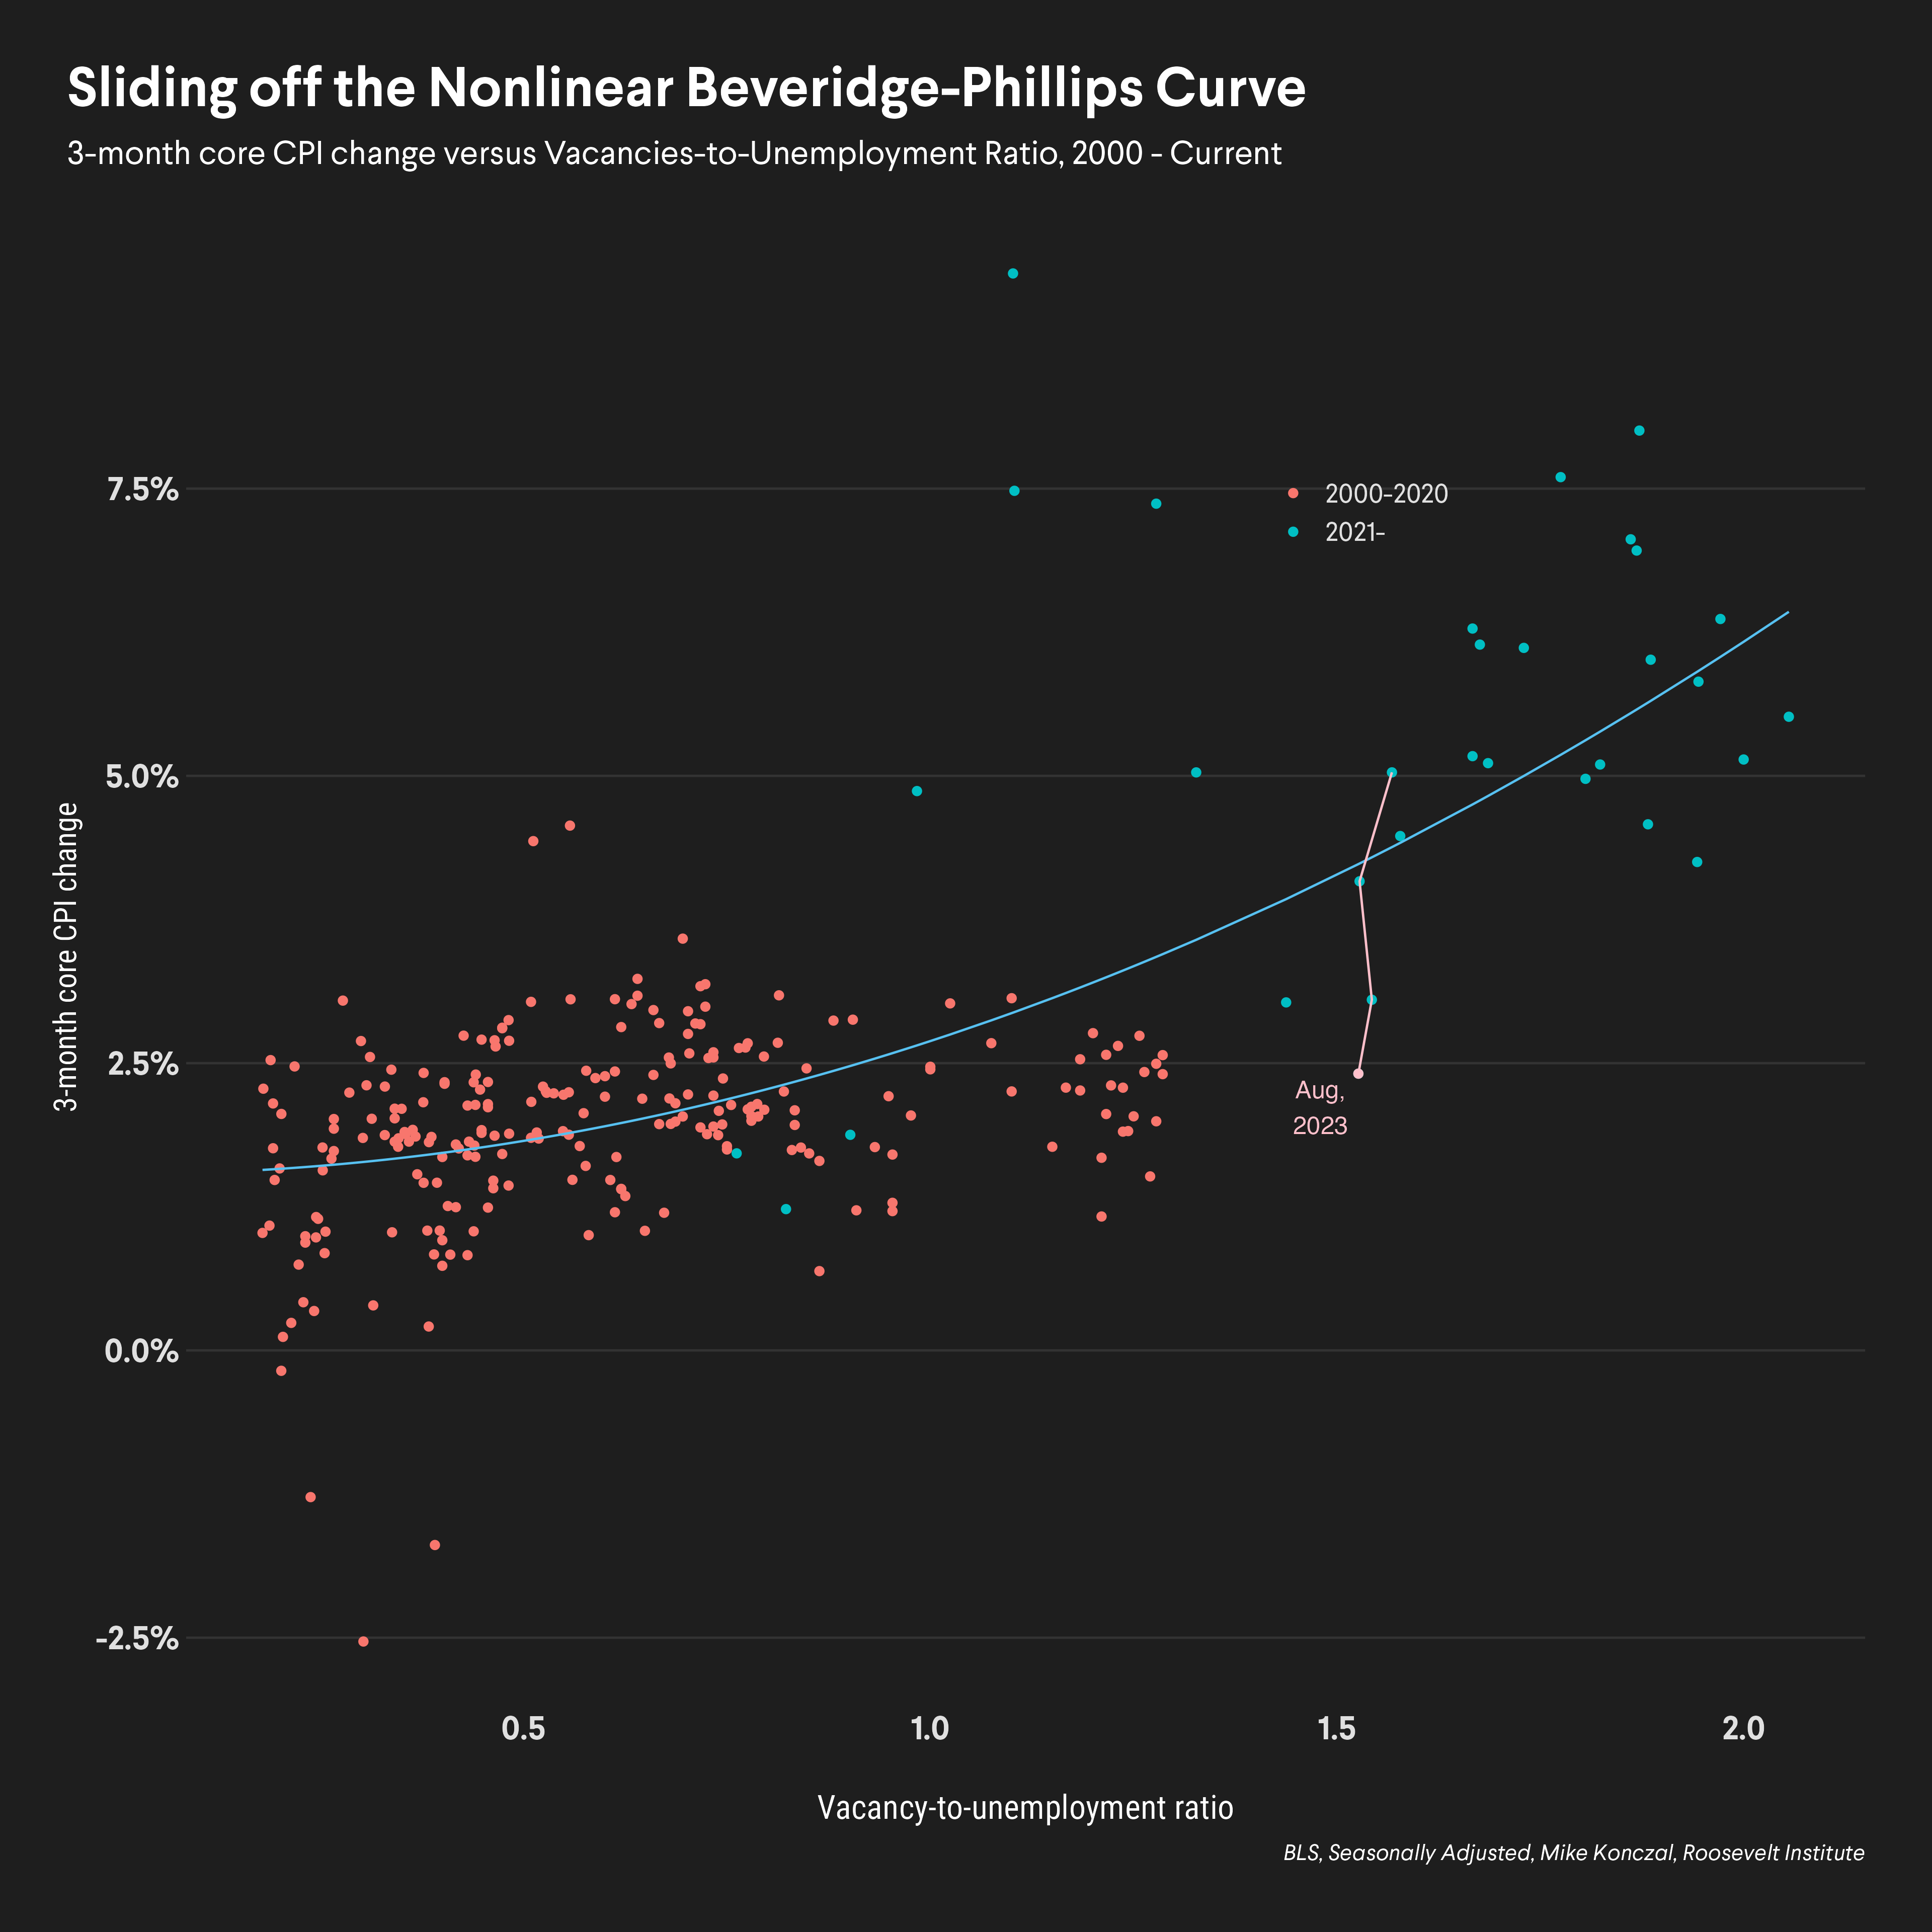 Sliding off the Nonlinear Beveridge-Phillips Curve
3-month core CPI change versus Vacancies-to-Unemployment Ratio, 2000 - Current
7.5%
2000-2020
2021-
5.0%
3-month core CPI change
2.5%
Aug,
2023
0.0%
-2.5%
0.5 1.0 1.5 2.0
Vacancy-to-unemployment ratio
BLS, Seasonally Adjusted, Mike Konczal, Roosevelt Institute